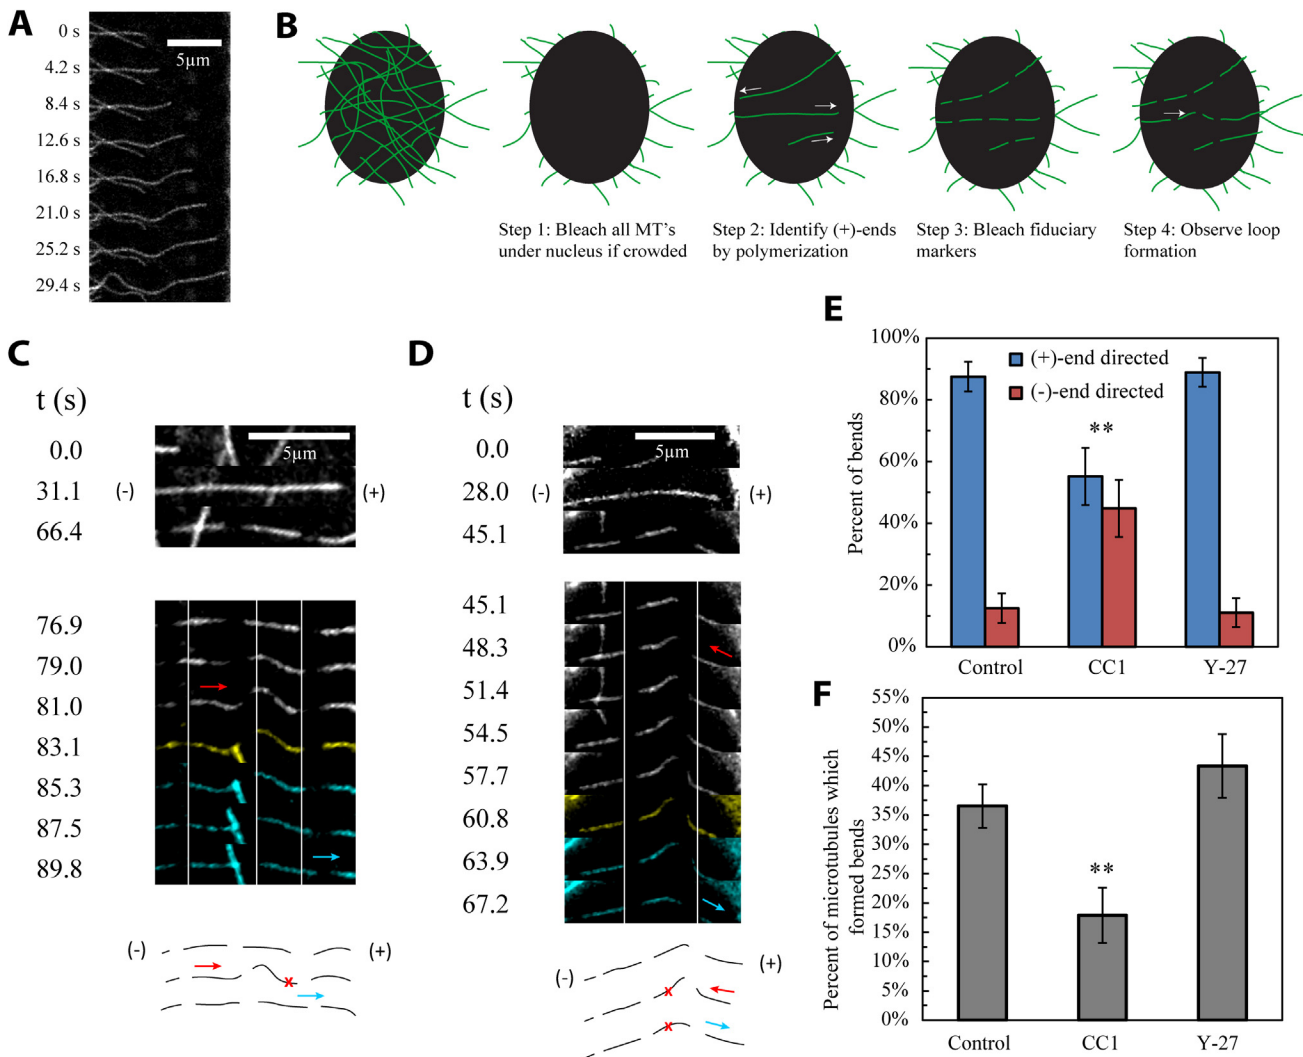 A
0 s
4.2 s
8.4 s
12.6 s
16.8 s
21.0 s
25.2 s
29.4 s
5µm
B
Step 1: Bleach all MT's
under nucleus if crowded
Step 2: Identify (+)-ends
by polymerization
Step 3: Bleach fiduciary
markers
Step 4: Observe loop
formation
C
t (s)
0.0
31.1
66.4
5µm
(-)
(+)
76.9
79.0
81.0
83.1
85.3
87.5
89.8
(-)
(+)
x
D
t (s)
0.0
28.0
45.1
5µm
(-)
(+)
45.1
48.3
51.4
54.5
57.7
60.8
63.9
67.2
(-)
(+)
x
x
E
Percent of bends
100%
80%
60%
40%
20%
0%
(+)-end directed
(-)-end directed
**
Control
CC1
Y-27
F
Percent of microtubules which
formed bends
55%
50%
45%
40%
35%
30%
25%
20%
15%
10%
5%
0%
**
Control
CC1
Y-27